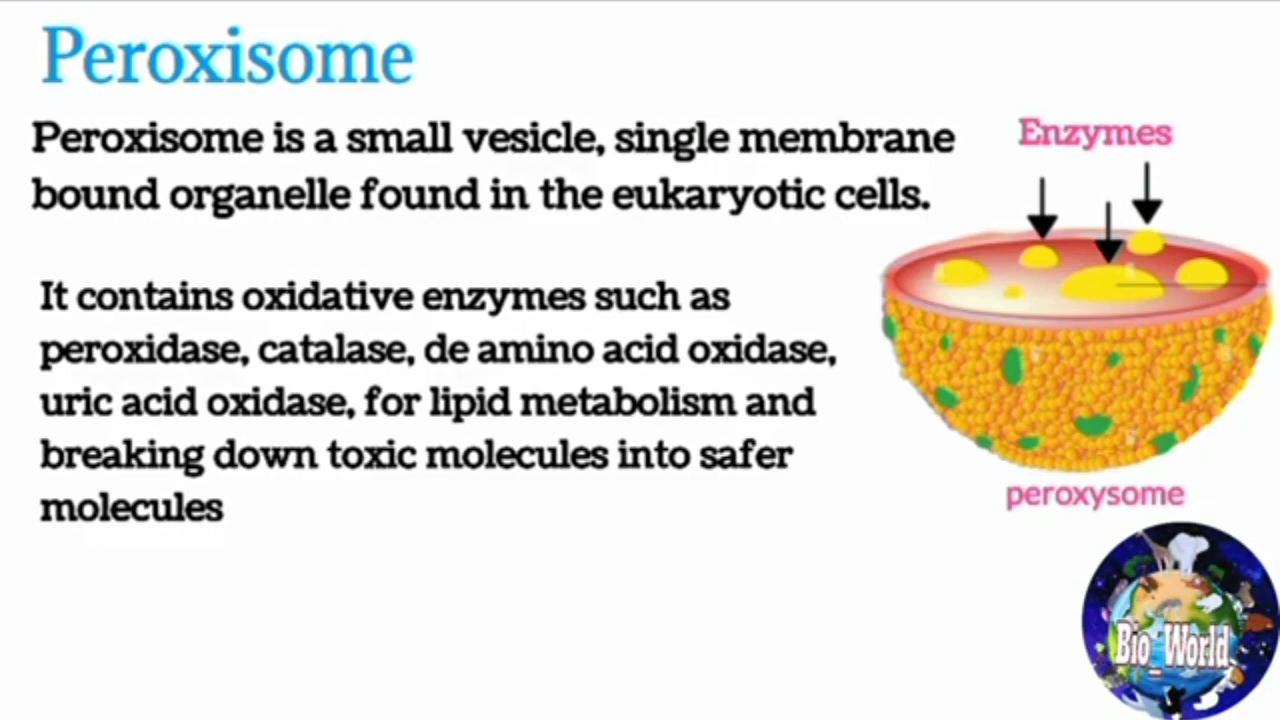 Peroxisome
Peroxisome is a small vesicle, single membrane
bound organelle found in the eukaryotic cells.
It contains oxidative enzymes such as
peroxidase, catalase, de amino acid oxidase,
uric acid oxidase, for lipid metabolism and
breaking down toxic molecules into safer
molecules
Enzymes
peroxysome
Bio_World